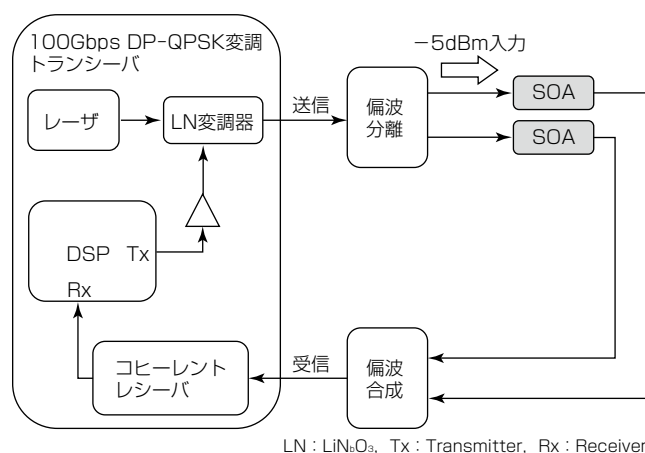 100Gbps DP-QPSK変調
トランシーバ
レーザ
LN変調器
送信
偏波
分離
−5dBm入力
SOA
SOA
DSP Tx
Rx
コヒーレント
レシーバ
受信
偏波
合成
LN：LiNbO₃, Tx：Transmitter, Rx：Receiver